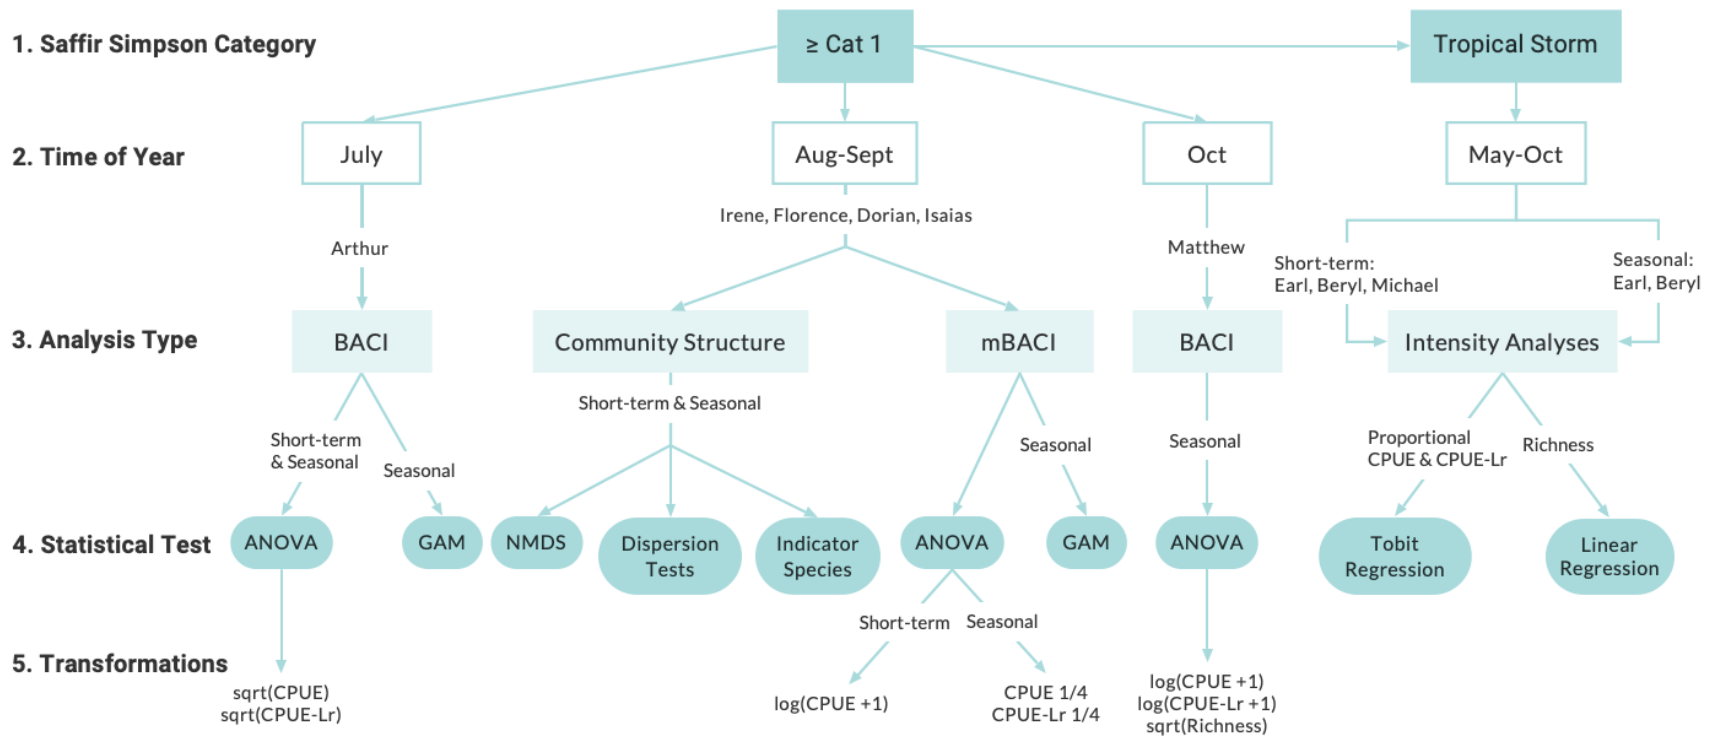 1. Saffir Simpson Category
≥ Cat 1
Tropical Storm
2. Time of Year
July
Aug-Sept
Oct
May-Oct
Irene, Florence, Dorian, Isaias
Arthur
Matthew
Short-term:
Earl, Beryl, Michael
Seasonal:
Earl, Beryl
3. Analysis Type
BACI
Community Structure
mBACI
BACI
Intensity Analyses
Short-term & Seasonal
Short-term
& Seasonal
Seasonal
Seasonal
Seasonal
Proportional
CPUE & CPUE-Lr
Richness
4. Statistical Test
ANOVA
GAM
NMDS
Dispersion
Tests
Indicator
Species
ANOVA
GAM
ANOVA
Tobit
Regression
Linear
Regression
Short-term
Seasonal
5. Transformations
sqrt(CPUE)
sqrt(CPUE-Lr)
log(CPUE +1)
CPUE 1/4
CPUE-Lr 1/4
log(CPUE +1)
log(CPUE-Lr +1)
sqrt(Richness)